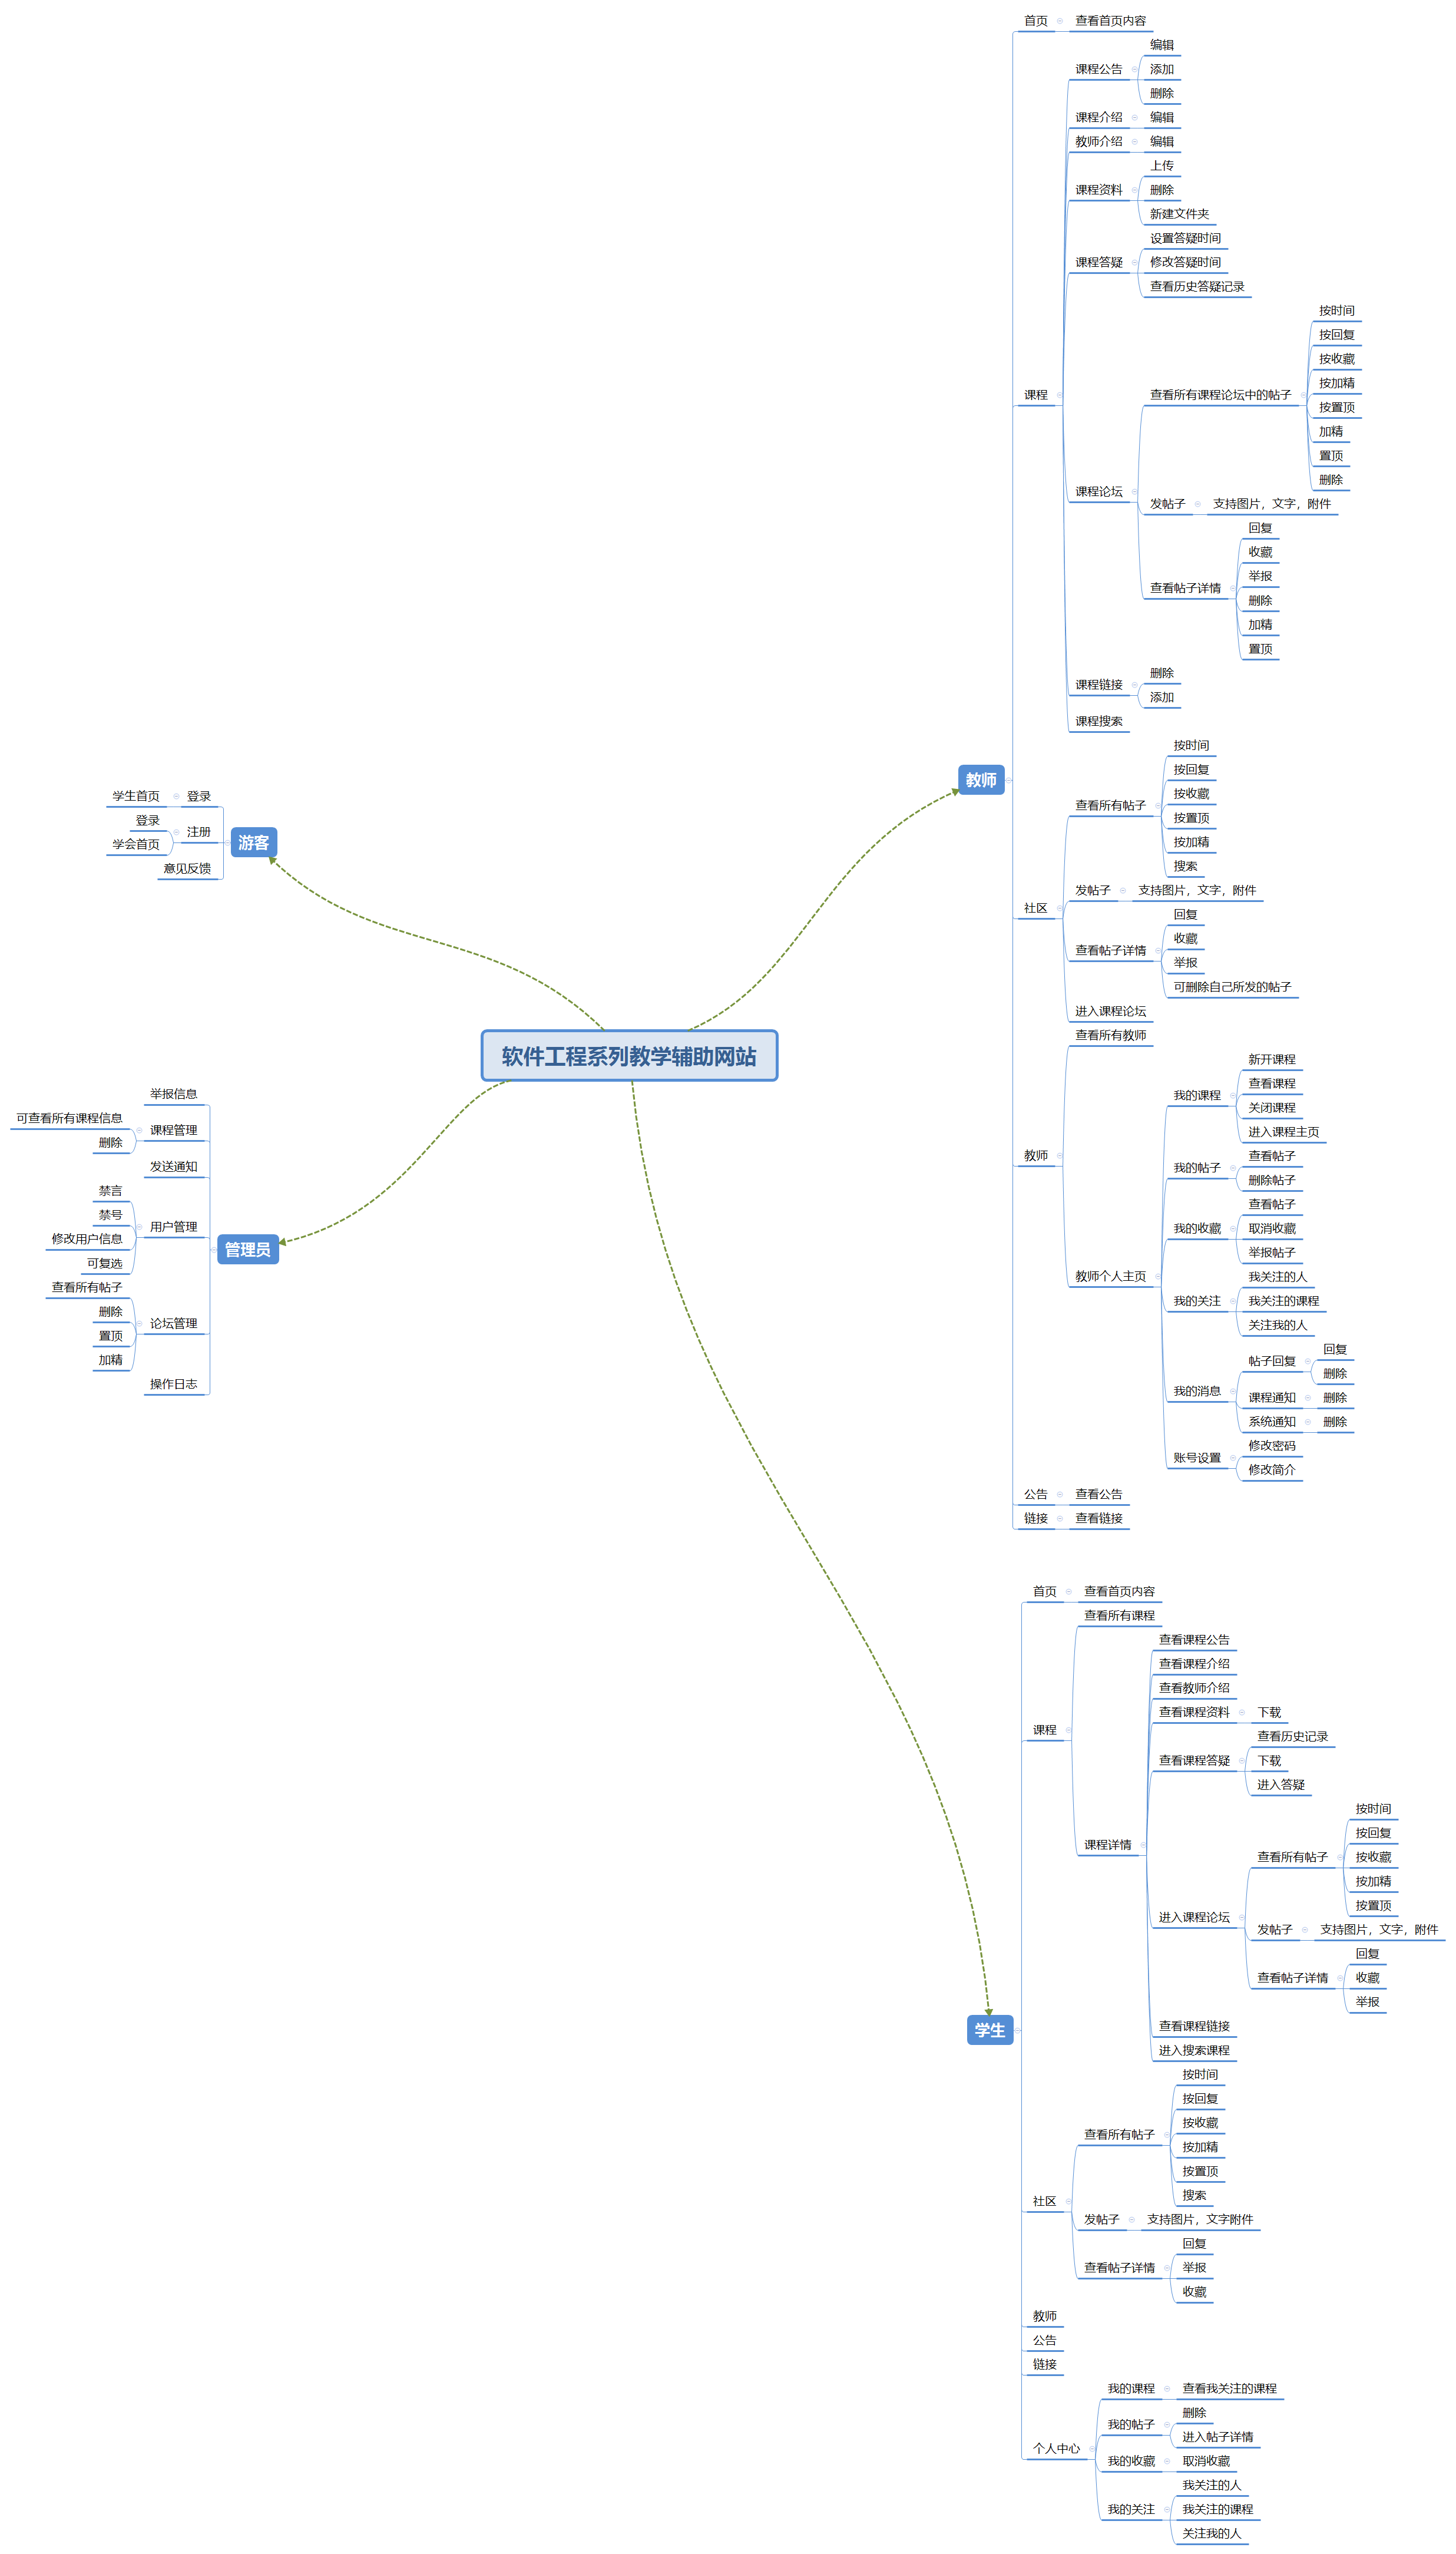 软件工程系列教学辅助网站
游客
登录
学生首页
注册
登录
学会首页
意见反馈
管理员
举报信息
课程管理
可查看所有课程信息
删除
发送通知
用户管理
禁言
禁号
修改用户信息
可复选
论坛管理
查看所有帖子
删除
置顶
加精
操作日志
教师
首页
查看首页内容
课程
课程公告
编辑
添加
删除
课程介绍
编辑
教师介绍
编辑
课程资料
上传
删除
新建文件夹
课程答疑
设置答疑时间
修改答疑时间
查看历史答疑记录
课程论坛
查看所有课程论坛中的帖子
按时间
按回复
按收藏
按加精
按置顶
加精
置顶
删除
发帖子
支持图片，文字，附件
查看帖子详情
回复
收藏
举报
删除
加精
置顶
课程链接
删除
添加
课程搜索
社区
查看所有帖子
按时间
按回复
按收藏
按置顶
按加精
搜索
发帖子
支持图片，文字，附件
查看帖子详情
回复
收藏
举报
可删除自己所发的帖子
进入课程论坛
教师
查看所有教师
教师个人主页
我的课程
新开课程
查看课程
关闭课程
进入课程主页
我的帖子
查看帖子
删除帖子
我的收藏
查看帖子
取消收藏
举报帖子
我的关注
我关注的人
我关注的课程
关注我的人
我的消息
帖子回复
回复
删除
课程通知
删除
系统通知
删除
账号设置
修改密码
修改简介
公告
查看公告
链接
查看链接
学生
首页
查看首页内容
课程
查看所有课程
课程详情
查看课程公告
查看课程介绍
查看教师介绍
查看课程资料
下载
查看课程答疑
查看历史记录
下载
进入答疑
进入课程论坛
查看所有帖子
按时间
按回复
按收藏
按加精
按置顶
发帖子
支持图片，文字，附件
查看帖子详情
回复
收藏
举报
查看课程链接
进入搜索课程
社区
查看所有帖子
按时间
按回复
按收藏
按加精
按置顶
搜索
发帖子
支持图片，文字附件
查看帖子详情
回复
举报
收藏
教师
公告
链接
个人中心
我的课程
查看我关注的课程
我的帖子
删除
进入帖子详情
我的收藏
取消收藏
我的关注
我关注的人
我关注的课程
关注我的人